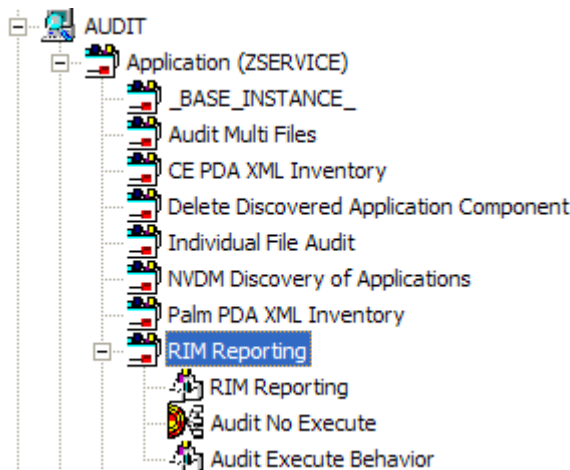 AUDIT
Application (ZSERVICE)
_BASE_INSTANCE_
Audit Multi Files
CE PDA XML Inventory
Delete Discovered Application Component
Individual File Audit
NVDM Discovery of Applications
Palm PDA XML Inventory
RIM Reporting
RIM Reporting
Audit No Execute
Audit Execute Behavior